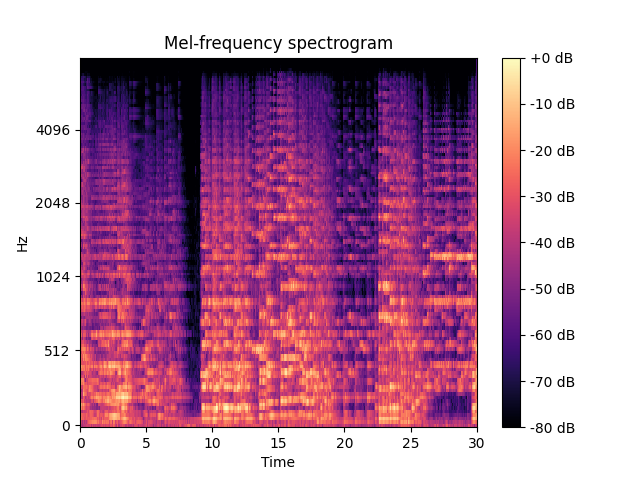 Mel-frequency spectrogram
+0 dB
-10 dB
-20 dB
-30 dB
-40 dB
-50 dB
-60 dB
-70 dB
-80 dB
Hz
4096
2048
1024
512
0
0 5 10 15 20 25 30
Time